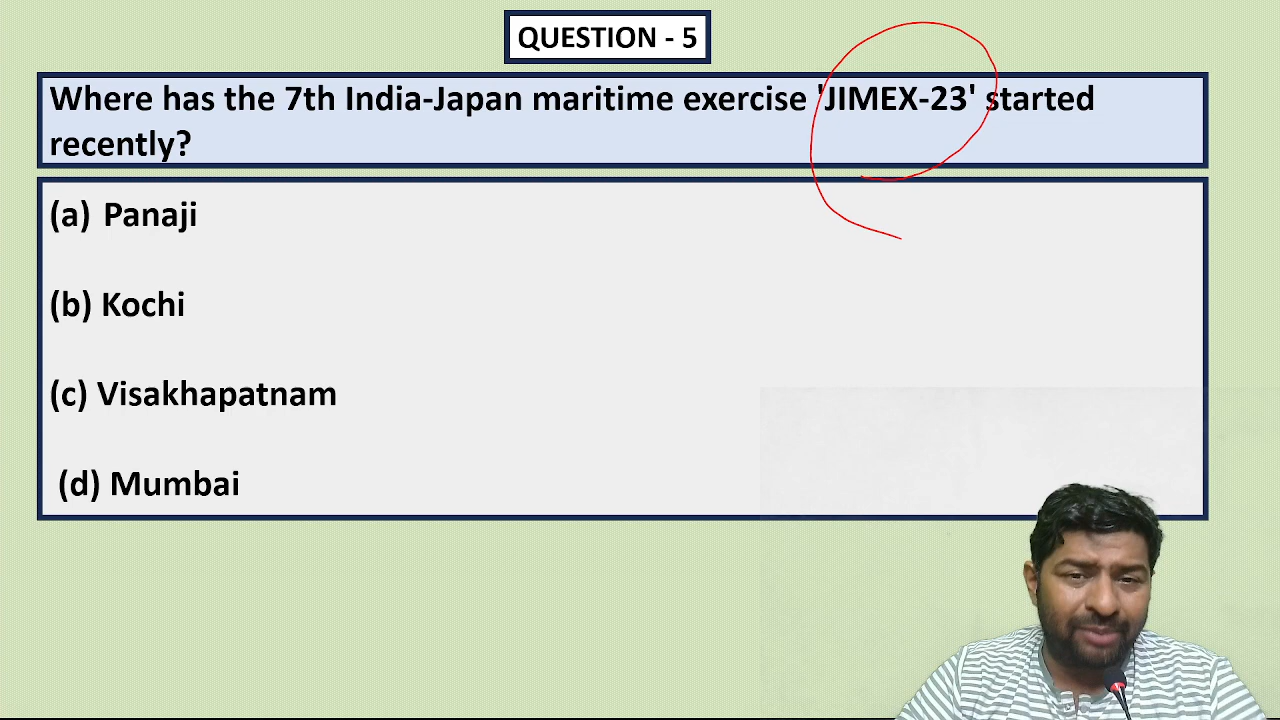 QUESTION - 5
Where has the 7th India-Japan maritime exercise 'JIMEX-23' started
recently?
(a) Panaji
(b) Kochi
(c) Visakhapatnam
(d) Mumbai